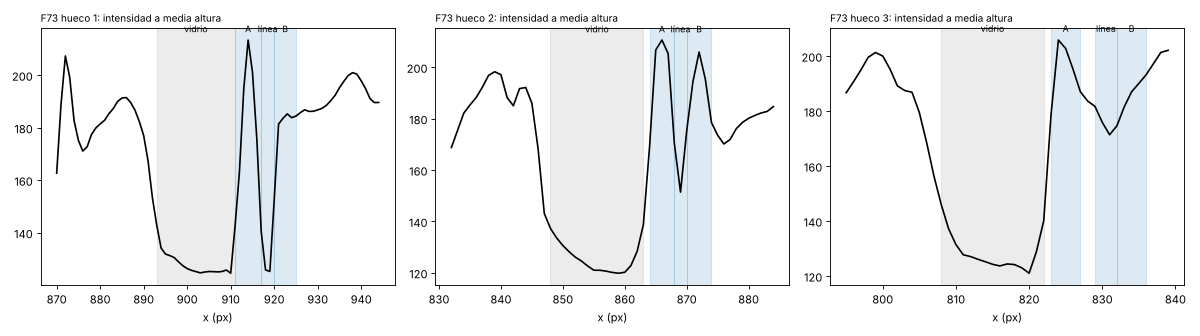 F73 hueco 1: intensidad a media altura
vidrio A línea B
200
180
160
140
870 880 890 900 910 920 930 940
x (px)
F73 hueco 2: intensidad a media altura
vidrio A línea B
200
180
160
140
120
830 840 850 860 870 880
x (px)
F73 hueco 3: intensidad a media altura
vidrio A línea B
200
180
160
140
120
800 810 820 830 840
x (px)